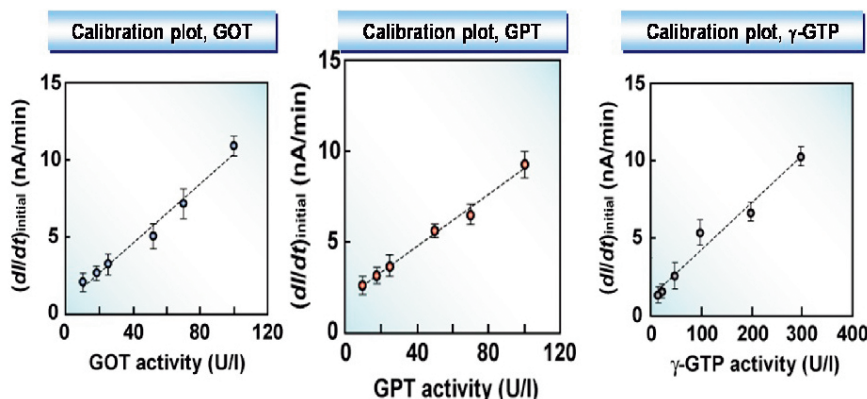 Calibration plot, GOT
15
10
5
0
(dI/dt)initial (nA/min)
0 40 80 120
GOT activity (U/l)
Calibration plot, GPT
15
10
5
0
(dI/dt)initial (nA/min)
0 40 80 120
GPT activity (U/l)
Calibration plot, γ-GTP
15
10
5
0
(dI/dt)initial (nA/min)
0 100 200 300 400
γ-GTP activity (U/l)